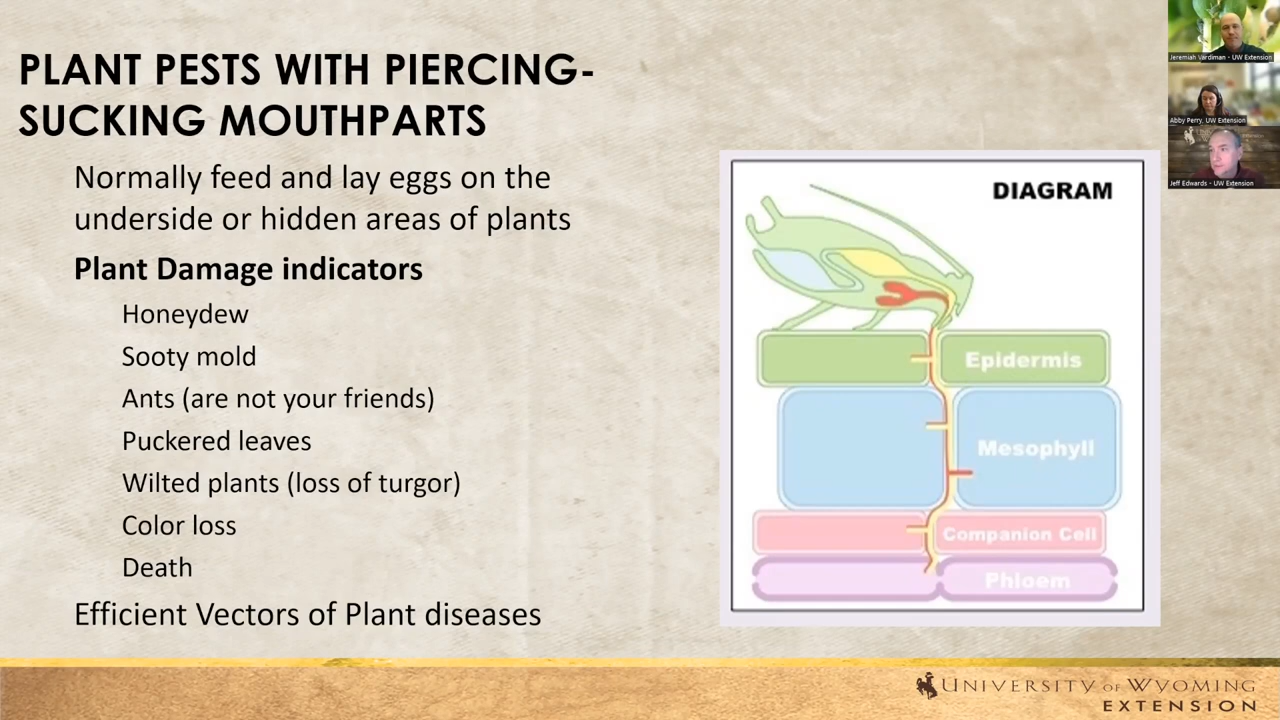 PLANT PESTS WITH PIERCING-
SUCKING MOUTHPARTS
Normally feed and lay eggs on the
underside or hidden areas of plants
Plant Damage indicators
Honeydew
Sooty mold
Ants (are not your friends)
Puckered leaves
Wilted plants (loss of turgor)
Color loss
Death
Efficient Vectors of Plant diseases
DIAGRAM
Epidermis
Mesophyll
Companion Cell
Phloem
Jeremiah Vardiman - UW Extension
Abby Perry, UW Extension
Jeff Edwards - UW Extension
UNIVERSITY OF WYOMING
EXTENSION